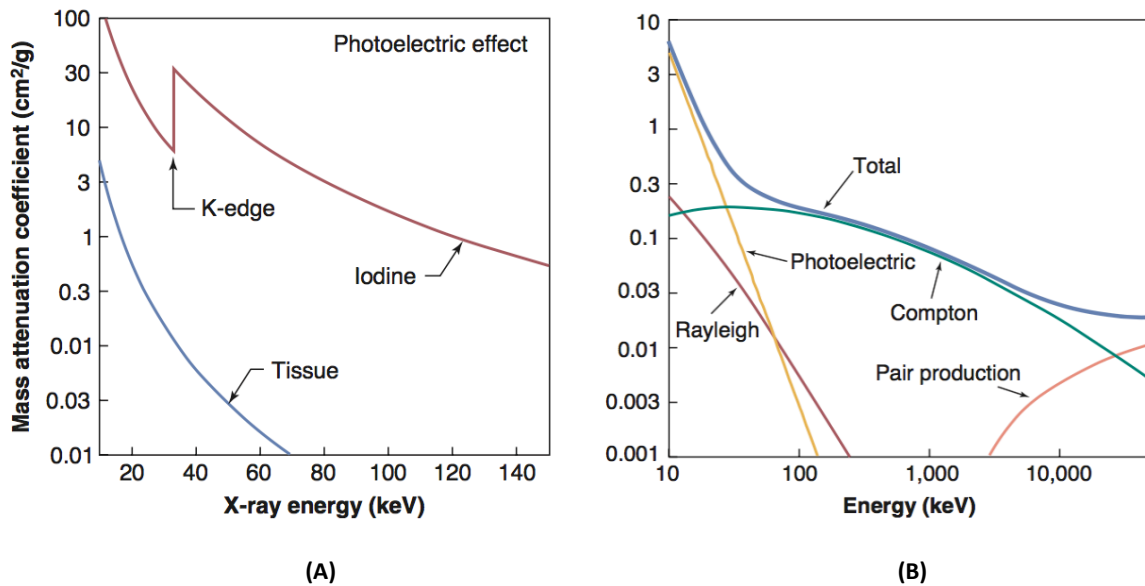 Photoelectric effect
Mass attenuation coefficient (cm²/g)
100
30
10
3
1
0.3
0.01
0.03
0.01
K-edge
Iodine
Tissue
20
40
60
80
100
120
140
X-ray energy (keV)
(A)
10
3
1
0.3
0.1
0.03
0.01
0.003
0.001
Total
Photoelectric
Compton
Rayleigh
Pair production
10
100
1,000
10,000
Energy (keV)
(B)